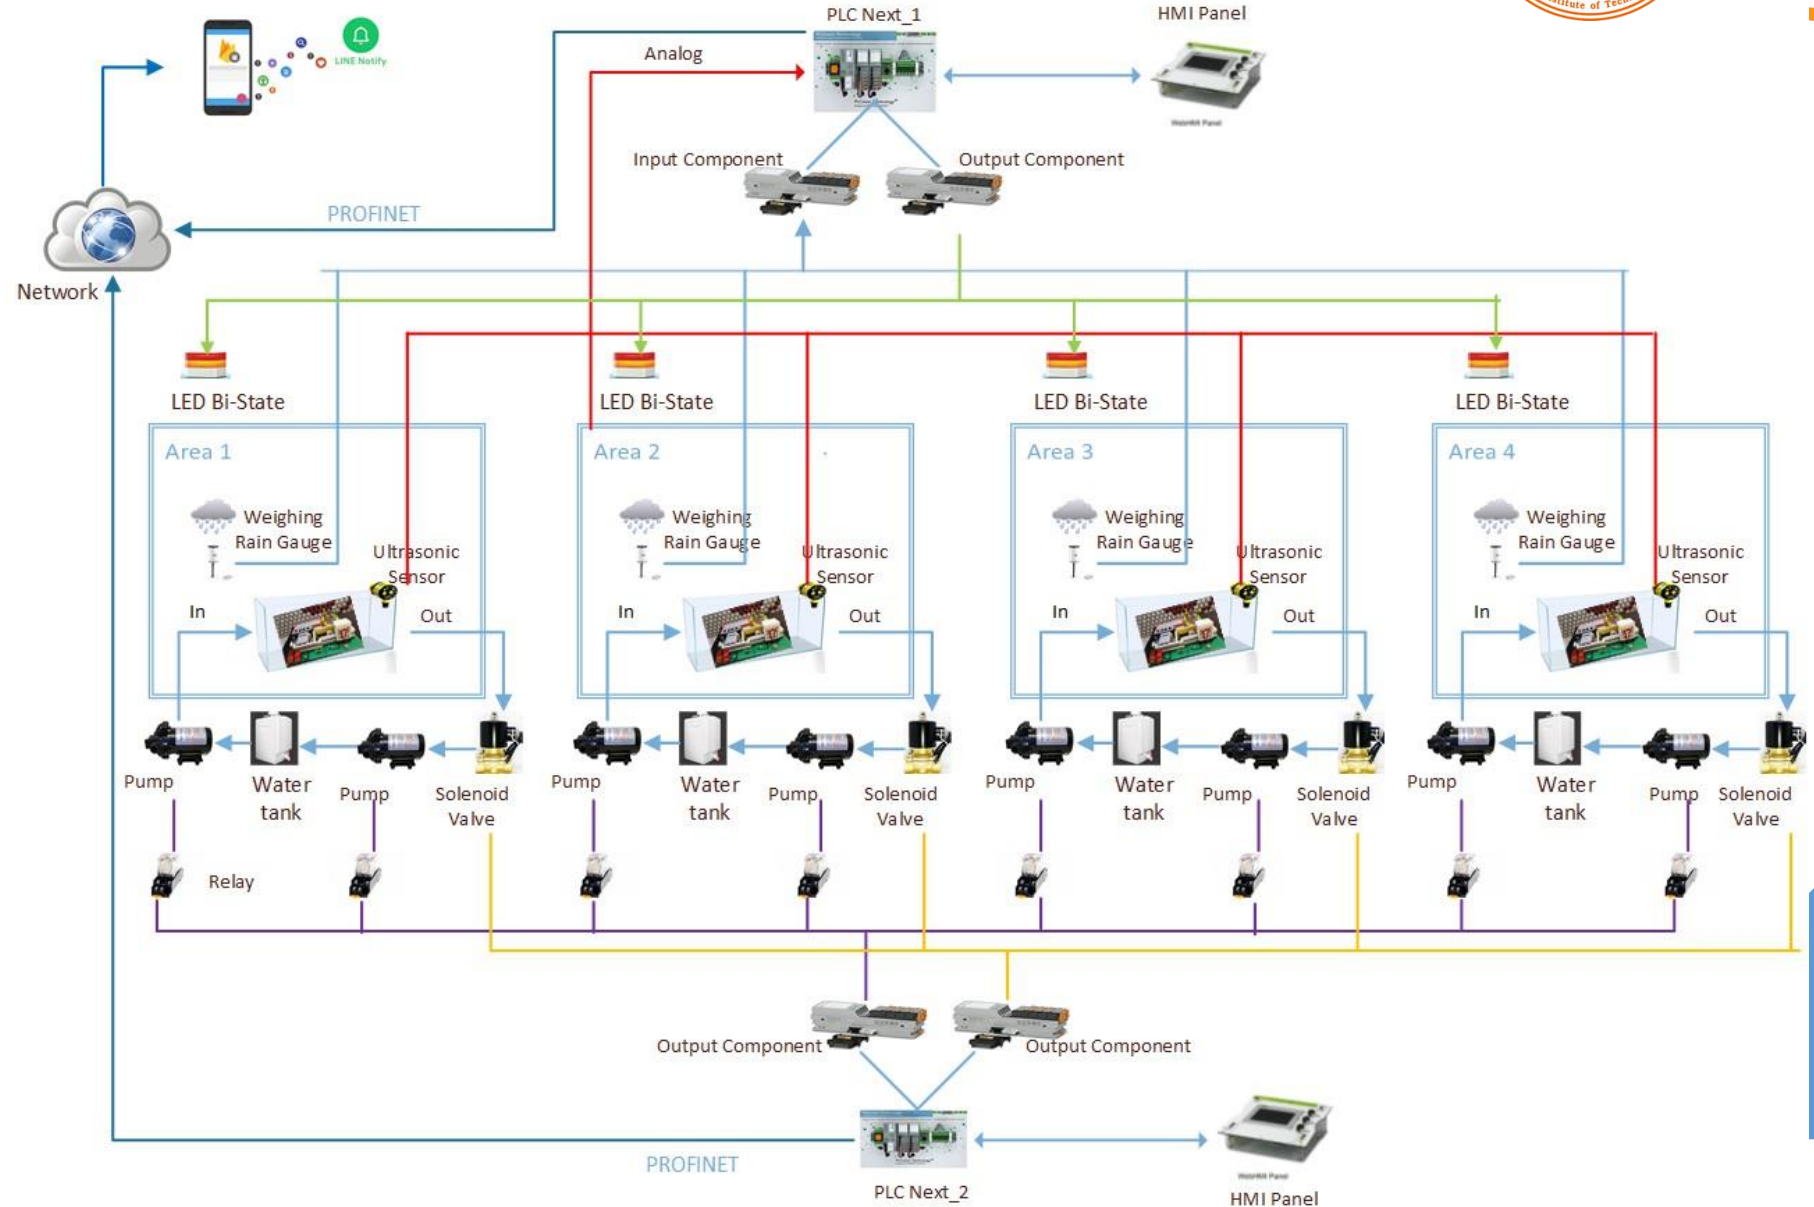 PLC Next_1
HMI Panel
LINE Notify
Analog
WebHMI Panel
Input Component
Output Component
PROFINET
Network
LED Bi-State
LED Bi-State
LED Bi-State
LED Bi-State
Area 1
Area 2
Area 3
Area 4
Weighing
Rain Gauge
Ultrasonic
Sensor
Weighing
Rain Gauge
Ultrasonic
Sensor
Weighing
Rain Gauge
Ultrasonic
Sensor
Weighing
Rain Gauge
Ultrasonic
Sensor
In
Out
In
Out
In
Out
In
Out
Pump
Water
tank
Pump
Solenoid
Valve
Pump
Water
tank
Pump
Solenoid
Valve
Pump
Water
tank
Pump
Solenoid
Valve
Pump
Water
tank
Pump
Solenoid
Valve
Relay
Output Component
Output Component
PROFINET
PLC Next_2
WebHMI Panel
HMI Panel